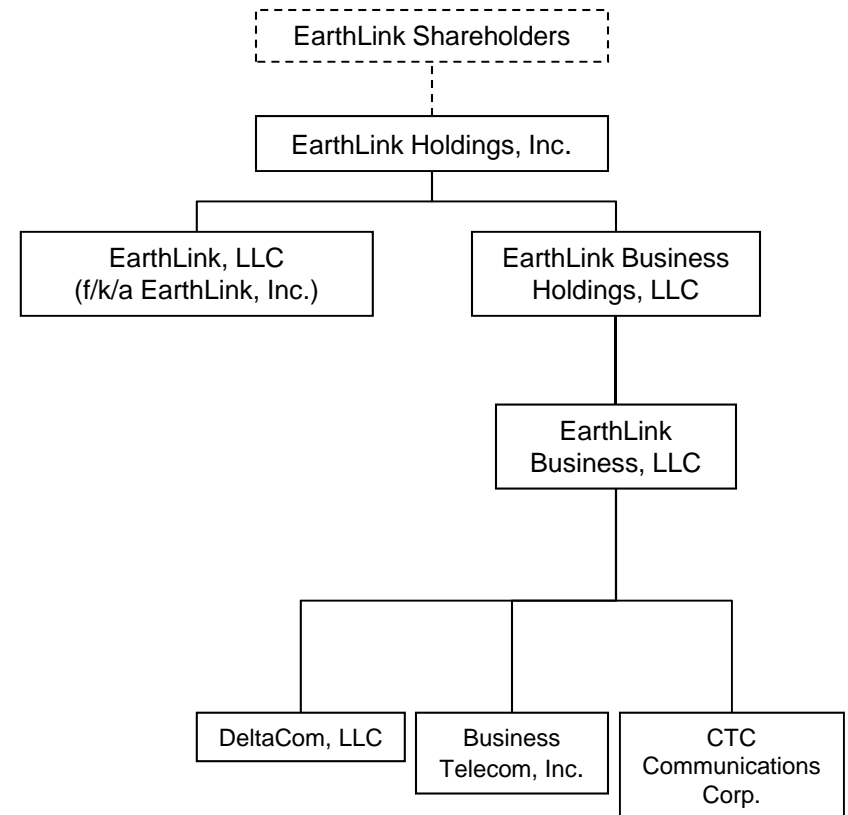 EarthLink Shareholders
EarthLink Holdings, Inc.
EarthLink, LLC
(f/k/a EarthLink, Inc.)
EarthLink Business
Holdings, LLC
EarthLink
Business, LLC
DeltaCom, LLC
Business
Telecom, Inc.
CTC
Communications
Corp.